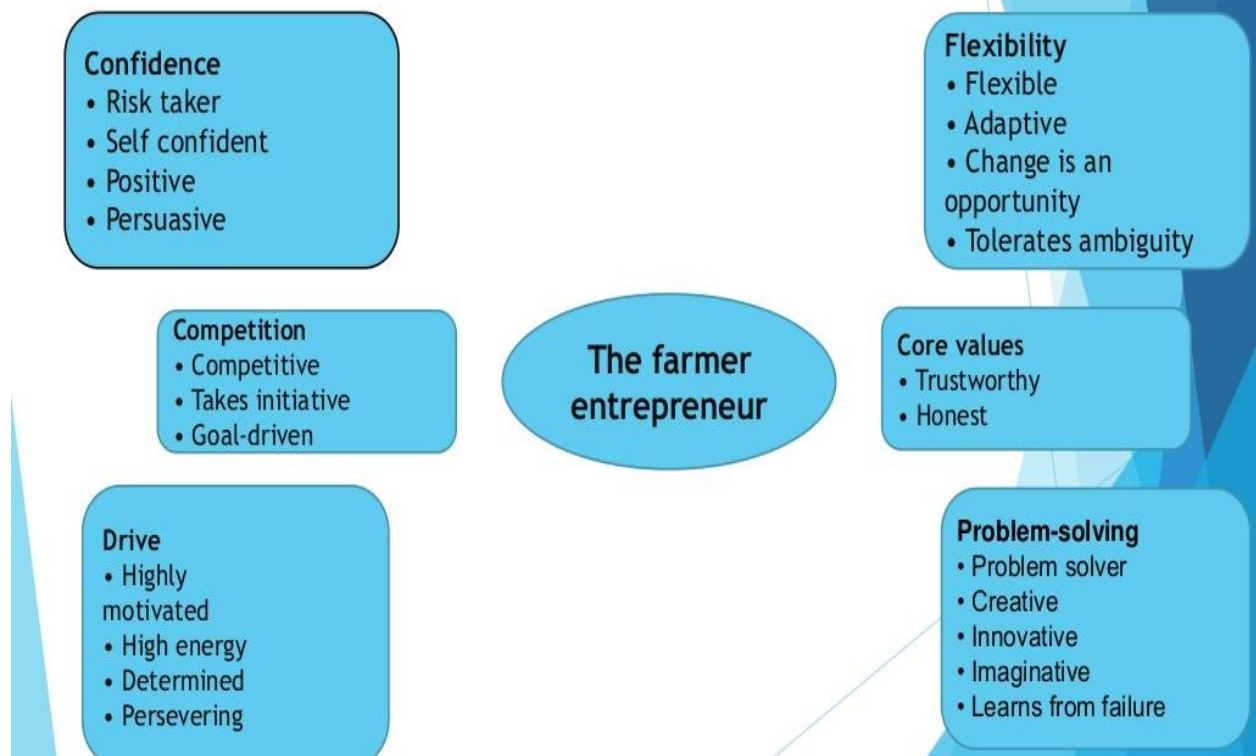 Confidence
• Risk taker
• Self confident
• Positive
• Persuasive
Flexibility
• Flexible
• Adaptive
• Change is an
opportunity
• Tolerates ambiguity
Competition
• Competitive
• Takes initiative
• Goal-driven
The farmer
entrepreneur
Core values
• Trustworthy
• Honest
Drive
• Highly
motivated
• High energy
• Determined
• Persevering
Problem-solving
• Problem solver
• Creative
• Innovative
• Imaginative
• Learns from failure